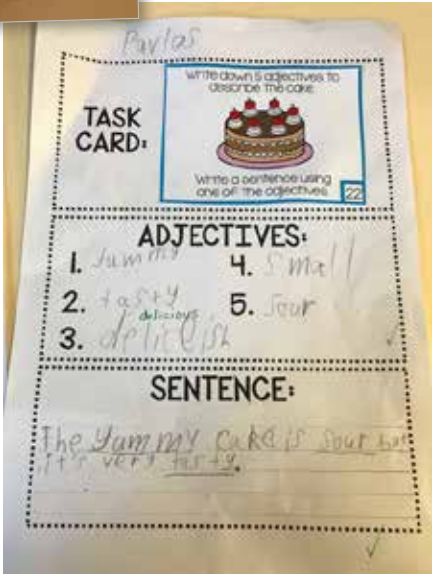 Pavlos
Write down 5 adjectives to
describe the cake.
TASK
CARD:
Write a sentence using
one of the adjectives.
22
ADJECTIVES:
1. Yummy
4. small
2. tasty
5. sour
delicious
3. deliceish
SENTENCE:
The yummy cake is sour but
it's very tasty.